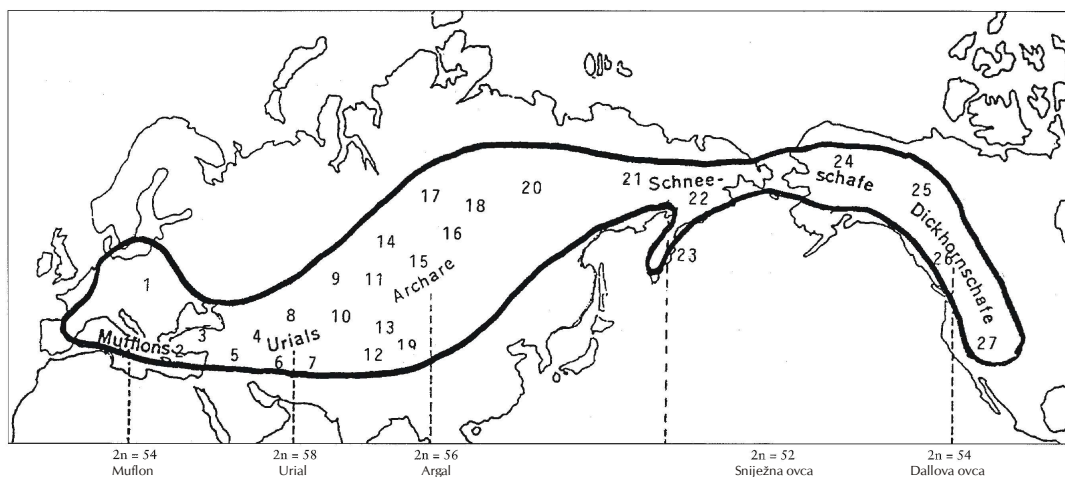 24
17
20
21
Schnee-
schafe
25
18
22
Dickhornschafe
14
16
23
26
1
9
11
15
Archare
8
10
Mufflons
2
3
4
Urials
13
19
27
5
6
7
12
2n = 54
Muflon
2n = 58
Urial
2n = 56
Argal
2n = 52
Sniježna ovca
2n = 54
Dallova ovca